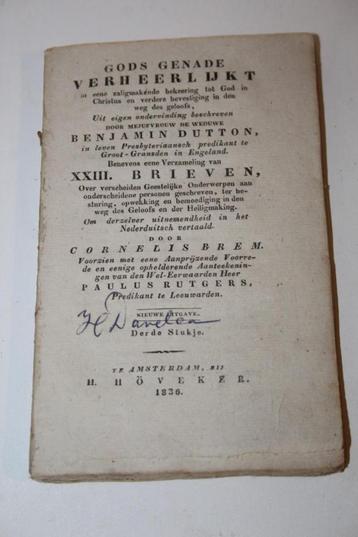 GODS GENADE
VERHEERLIJKT
in eene zaligmakende bekeering tot God in
Christus en verdere bevestiging in den
weg des geloofs,
Uit eigen ondervinding beschreven
DOOR MEJUFVROUW DE WEDUWE
BENJAMIN DUTTON,
in leven Presbyteriaansch predikant te
Groot-Gransden in Engeland.
Benevens eene Verzameling van
XXIII. BRIEVEN,
Over verscheiden Geestelijke Onderwerpen aan
onderscheidene personen geschreven, ter be-
sturing, opwekking en bemoediging in den
weg des Geloofs en der Heiligmaking.
Om derzelver uitnemendheid in het
Nederduitsch vertaald.
DOOR
CORNELIS BREM.
Voorzien met eene Aanprijzende Voorre-
de en eenige ophelderende Aanteekenin-
gen van den Wel-Eerwaarden Heer
PAULUS RUTGERS,
Predikant te Leeuwarden.
NIEUWE UITGAVE.
Derde Stukje.
TE AMSTERDAM, BIJ
H. HÖVEKER.
1836.